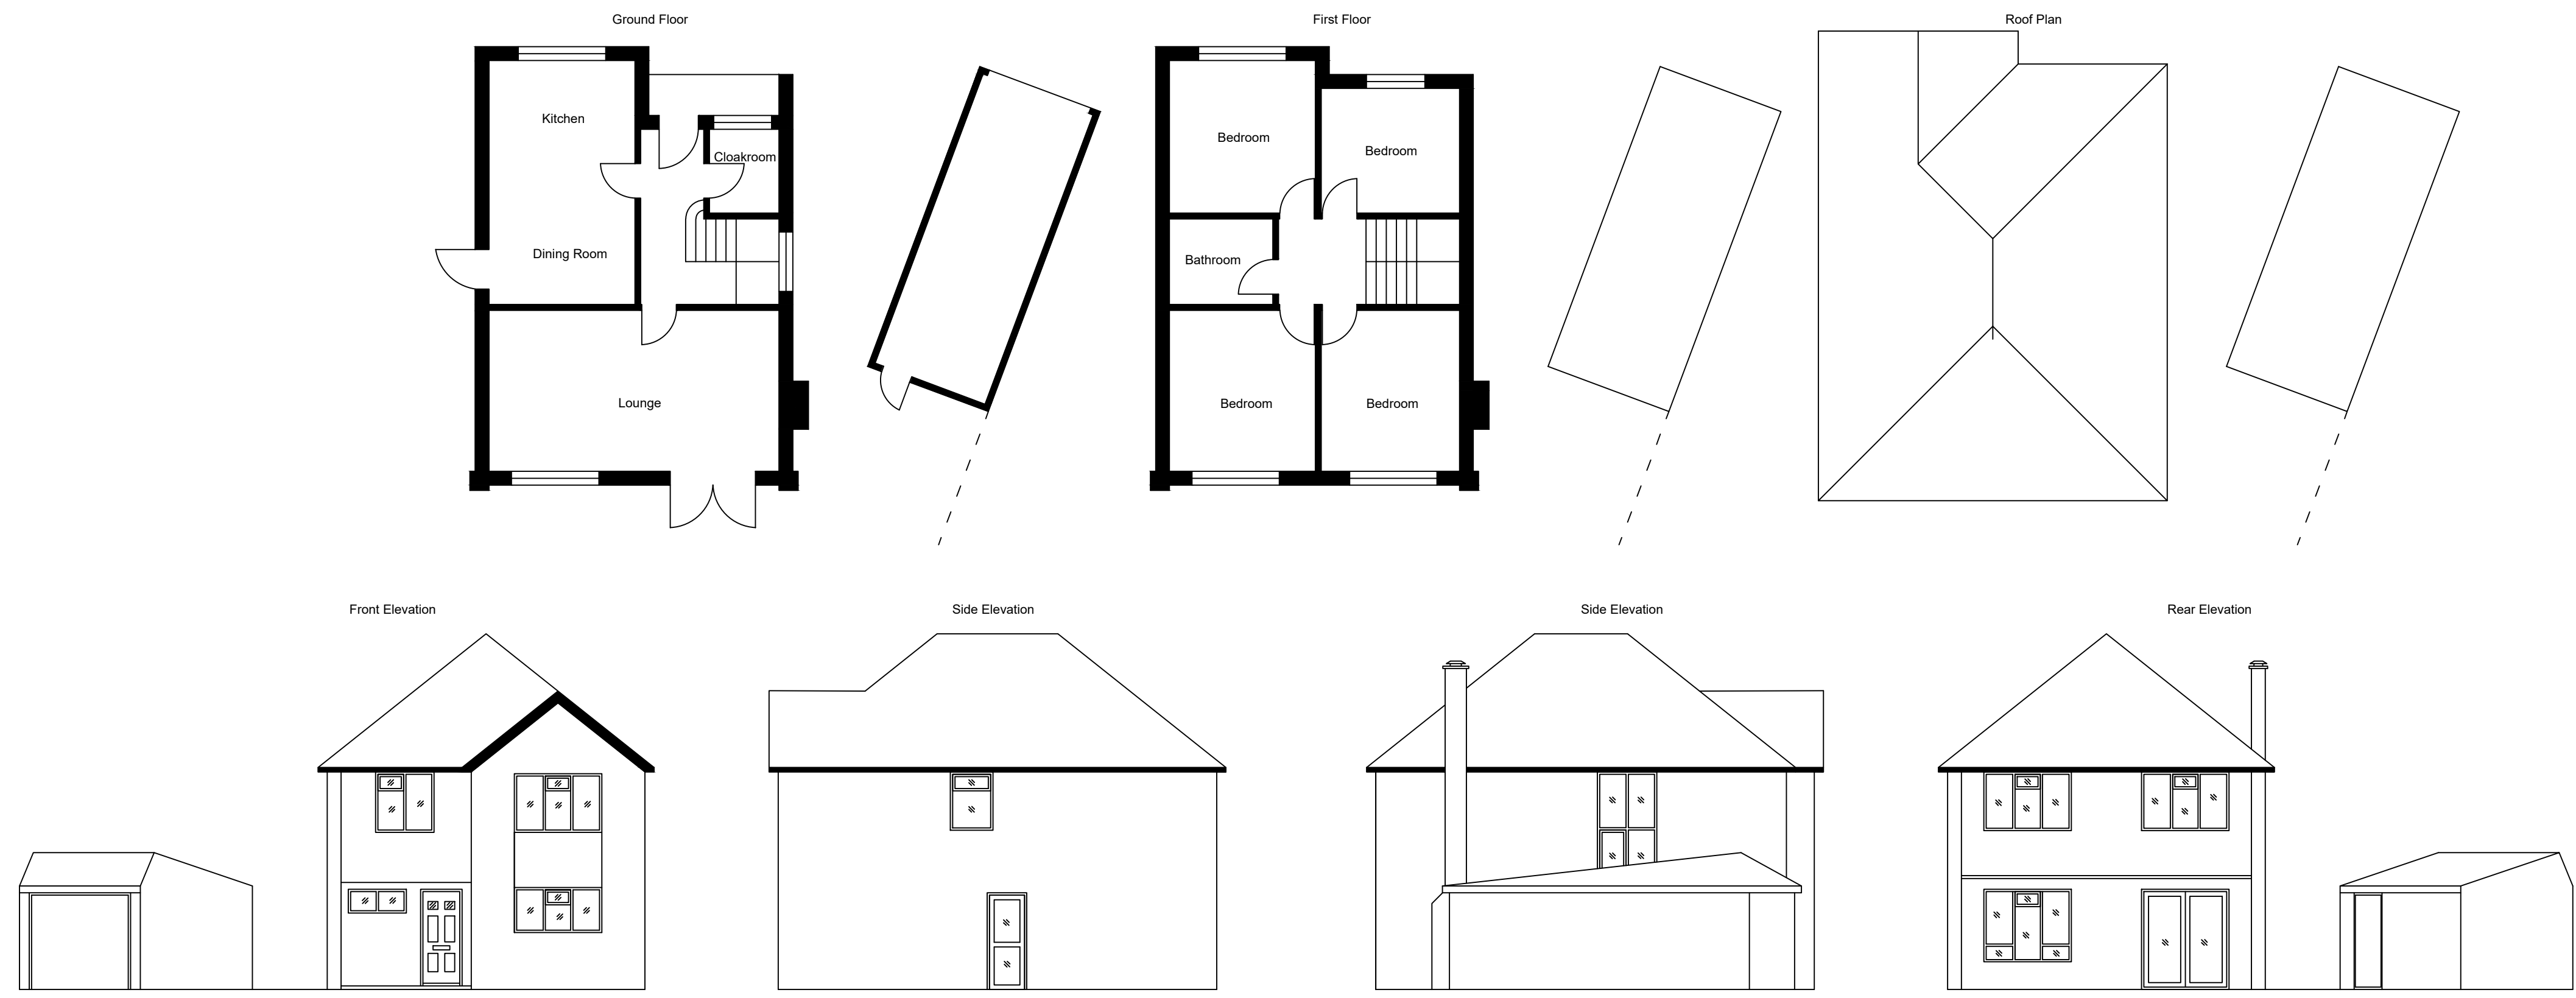 Ground Floor
First Floor
Roof Plan
Kitchen
Cloakroom
Dining Room
Lounge
Bedroom
Bedroom
Bathroom
Bedroom
Bedroom
Front Elevation
Side Elevation
Side Elevation
Rear Elevation